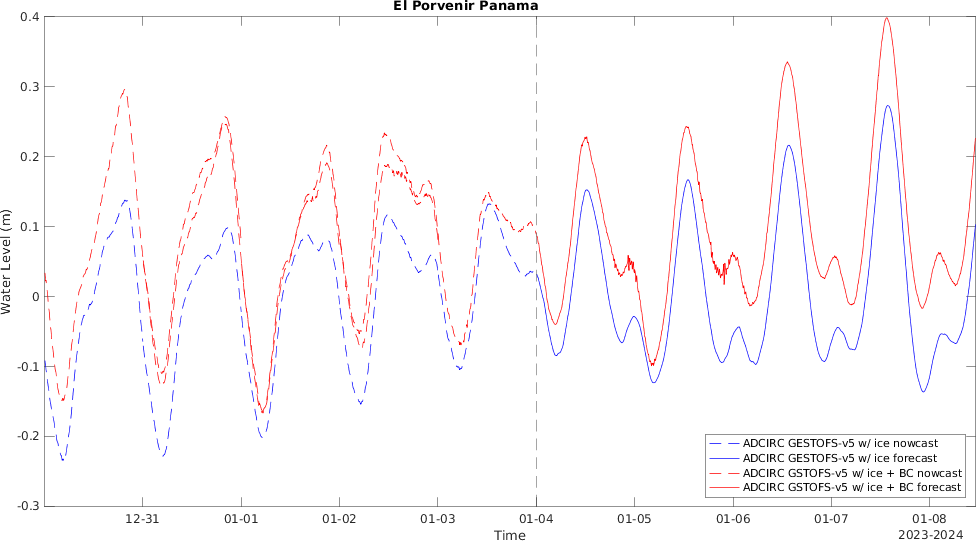 El Porvenir Panama
0.4
0.3
0.2
0.1
0
-0.1
-0.2
-0.3
Water Level (m)
ADCIRC GESTOFS-v5 w/ ice nowcast
ADCIRC GESTOFS-v5 w/ ice forecast
ADCIRC GSTOFS-v5 w/ ice + BC nowcast
ADCIRC GSTOFS-v5 w/ ice + BC forecast
12-31 01-01 01-02 01-03 01-04 01-05 01-06 01-07 01-08
Time
2023-2024